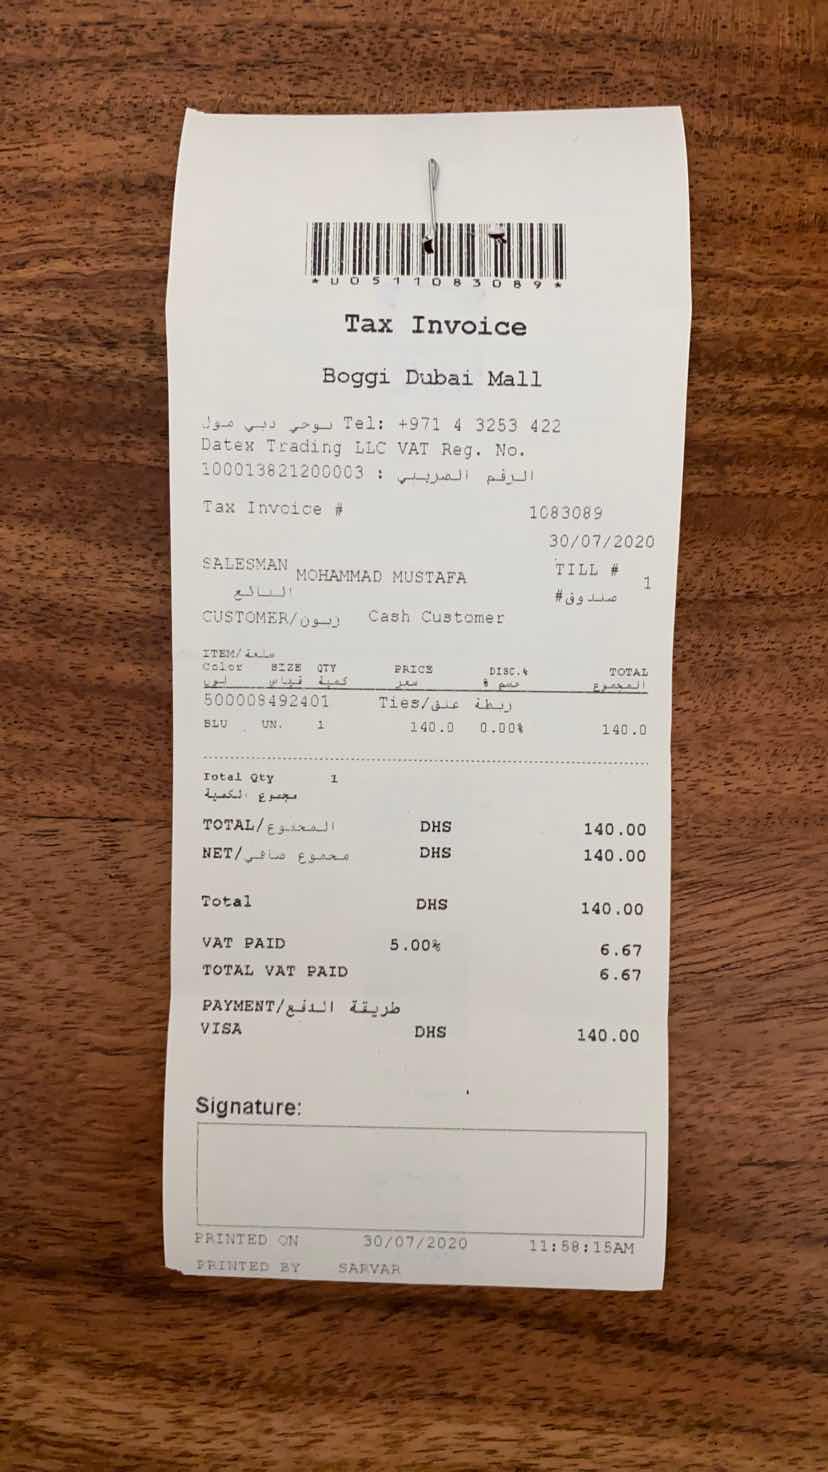 *U0511083089*
Tax Invoice
Boggi Dubai Mall
بوجي دبي مول Tel: +971 4 3253 422
Datex Trading LLC VAT Reg. No.
100013821200003 : الرقم الضريبي
Tax Invoice # 1083089
30/07/2020
SALESMAN MOHAMMAD MUSTAFA TILL # 1
البائع صندوق#
CUSTOMER/زبون Cash Customer
ITEM/سلعة
Color SIZE QTY PRICE DISC.% TOTAL
لون قياس كمية سعر خصم % المجموع
500008492401 Ties/ربطة عنق
BLU UN. 1 140.0 0.00% 140.0
Total Qty 1
مجموع الكمية
TOTAL/المجموع DHS 140.00
NET/مجموع صافي DHS 140.00
Total DHS 140.00
VAT PAID 5.00% 6.67
TOTAL VAT PAID 6.67
PAYMENT/طريقة الدفع
VISA DHS 140.00
Signature:
PRINTED ON 30/07/2020 11:58:15AM
PRINTED BY SARVAR